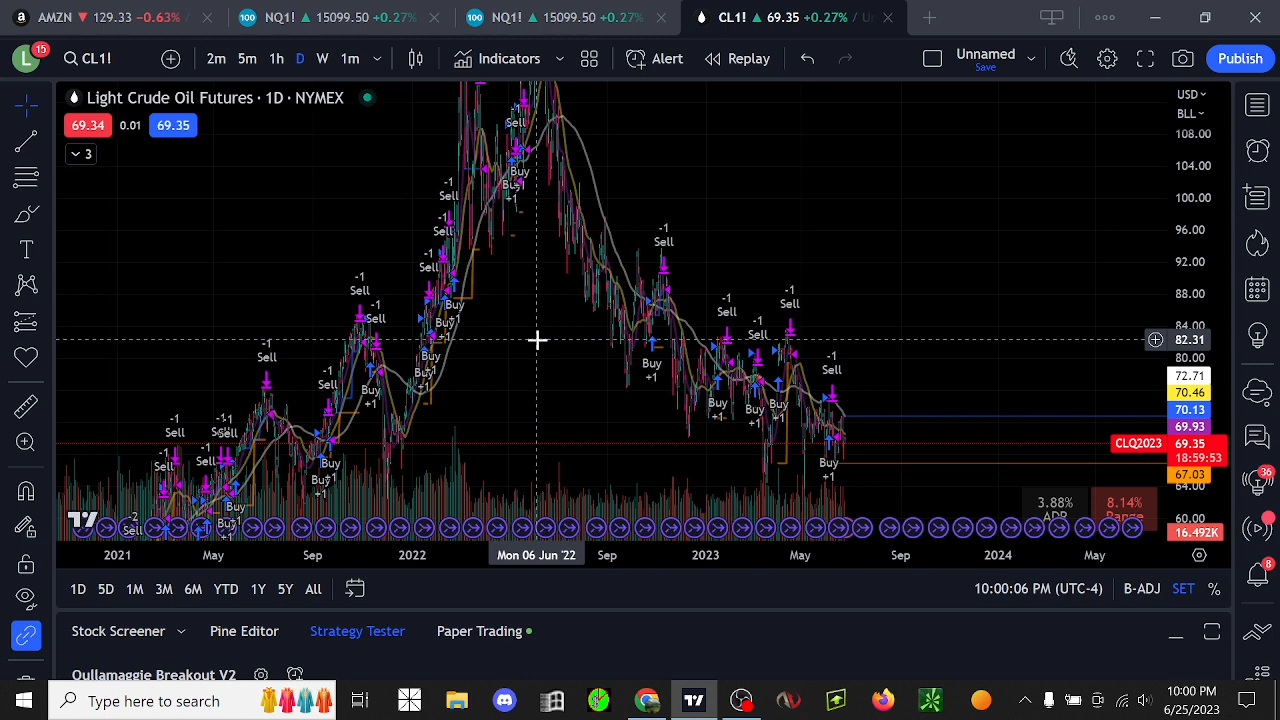 AMZN ▼ 129.33 −0.63%
NQ1! ▲ 15099.50 +0.27%
NQ1! ▲ 15099.50 +0.27%
CL1! ▲ 69.35 +0.27% / Un
L 15 CL1! 2m 5m 1h D W 1m Indicators Alert Replay Unnamed Save Publish
Light Crude Oil Futures · 1D · NYMEX
69.34 0.01 69.35
3
USD
BLL
108.00
104.00
100.00
96.00
92.00
88.00
84.00
82.31
80.00
72.71
70.46
70.13
69.93
CLQ2023 69.35
18:59:53
67.03
64.00
60.00
16.492K
-1
Sell
Buy
+1
-1
Sell
-1
Sell
-1
Sell
Buy
+1
Buy
+1
-1
Sell
Buy
+1
-1
Sell
-1
Sell
Buy
+1
-1
Sell
Buy
+1
-1
Sell
Buy
+1
-1
Sell
Buy
+1
-1
Sell
Buy
+1
-1
Sell
Buy
+1
-1
Sell
-2
Sell
3.88%
ADR
8.14%
Range
2021 May Sep 2022 Mon 06 Jun '22 Sep 2023 May Sep 2024 May
1D 5D 1M 3M 6M YTD 1Y 5Y All 10:00:06 PM (UTC-4) B-ADJ SET %
Stock Screener Pine Editor Strategy Tester Paper Trading
Qullamaggie Breakout V2
36
8
Type here to search
10:00 PM
6/25/2023